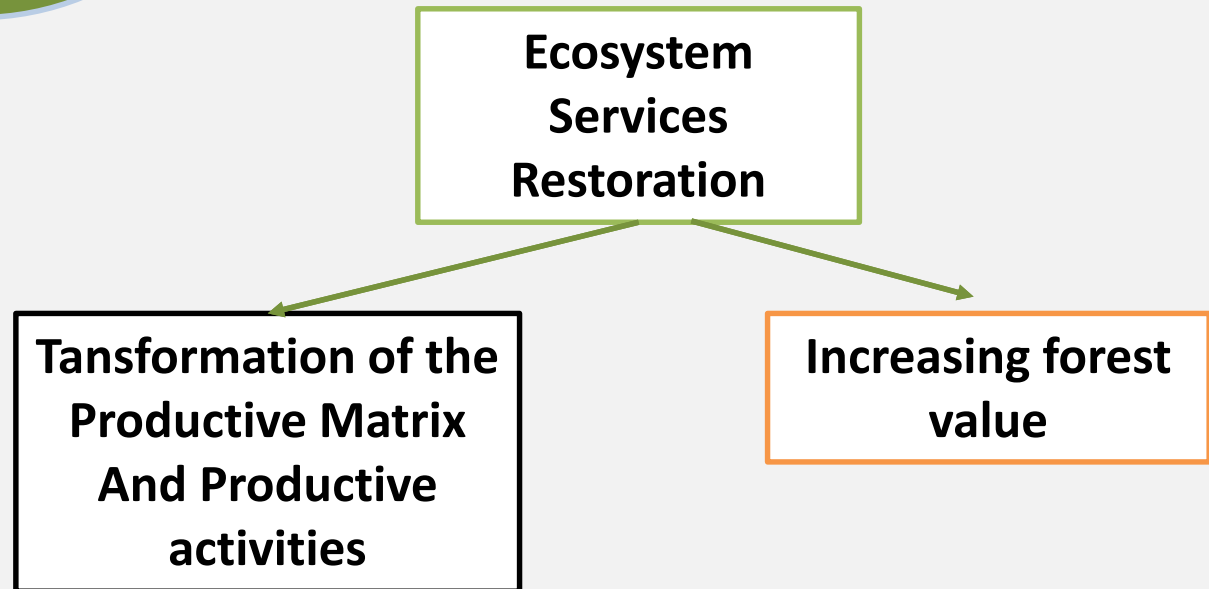 Ecosystem
Services
Restoration
Tansformation of the
Productive Matrix
And Productive
activities
Increasing forest
value